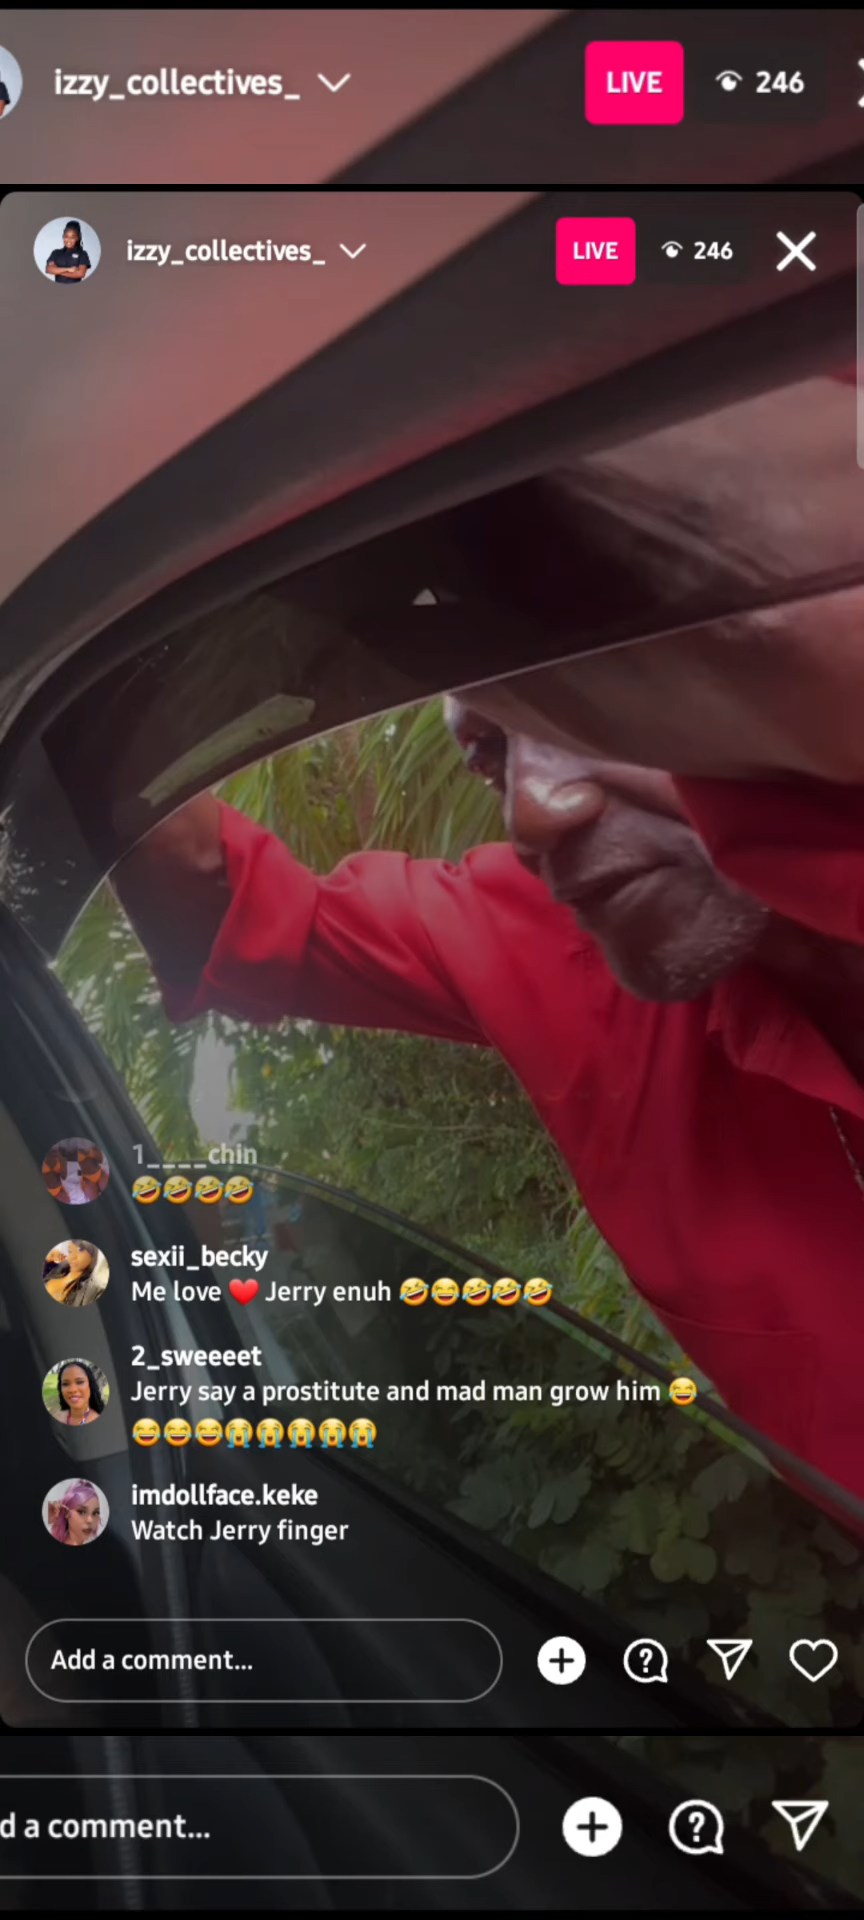 izzy_collectives_
LIVE 246
izzy_collectives_
LIVE 246
1____chin
🤣🤣🤣🤣
sexii_becky
Me love ❤️ Jerry enuh 🤣😂🤣🤣🤣
2_sweeeet
Jerry say a prostitute and mad man grow him 😂
😂😂😂😭😭😭😭😭
imdollface.keke
Watch Jerry finger
Add a comment...
d a comment...